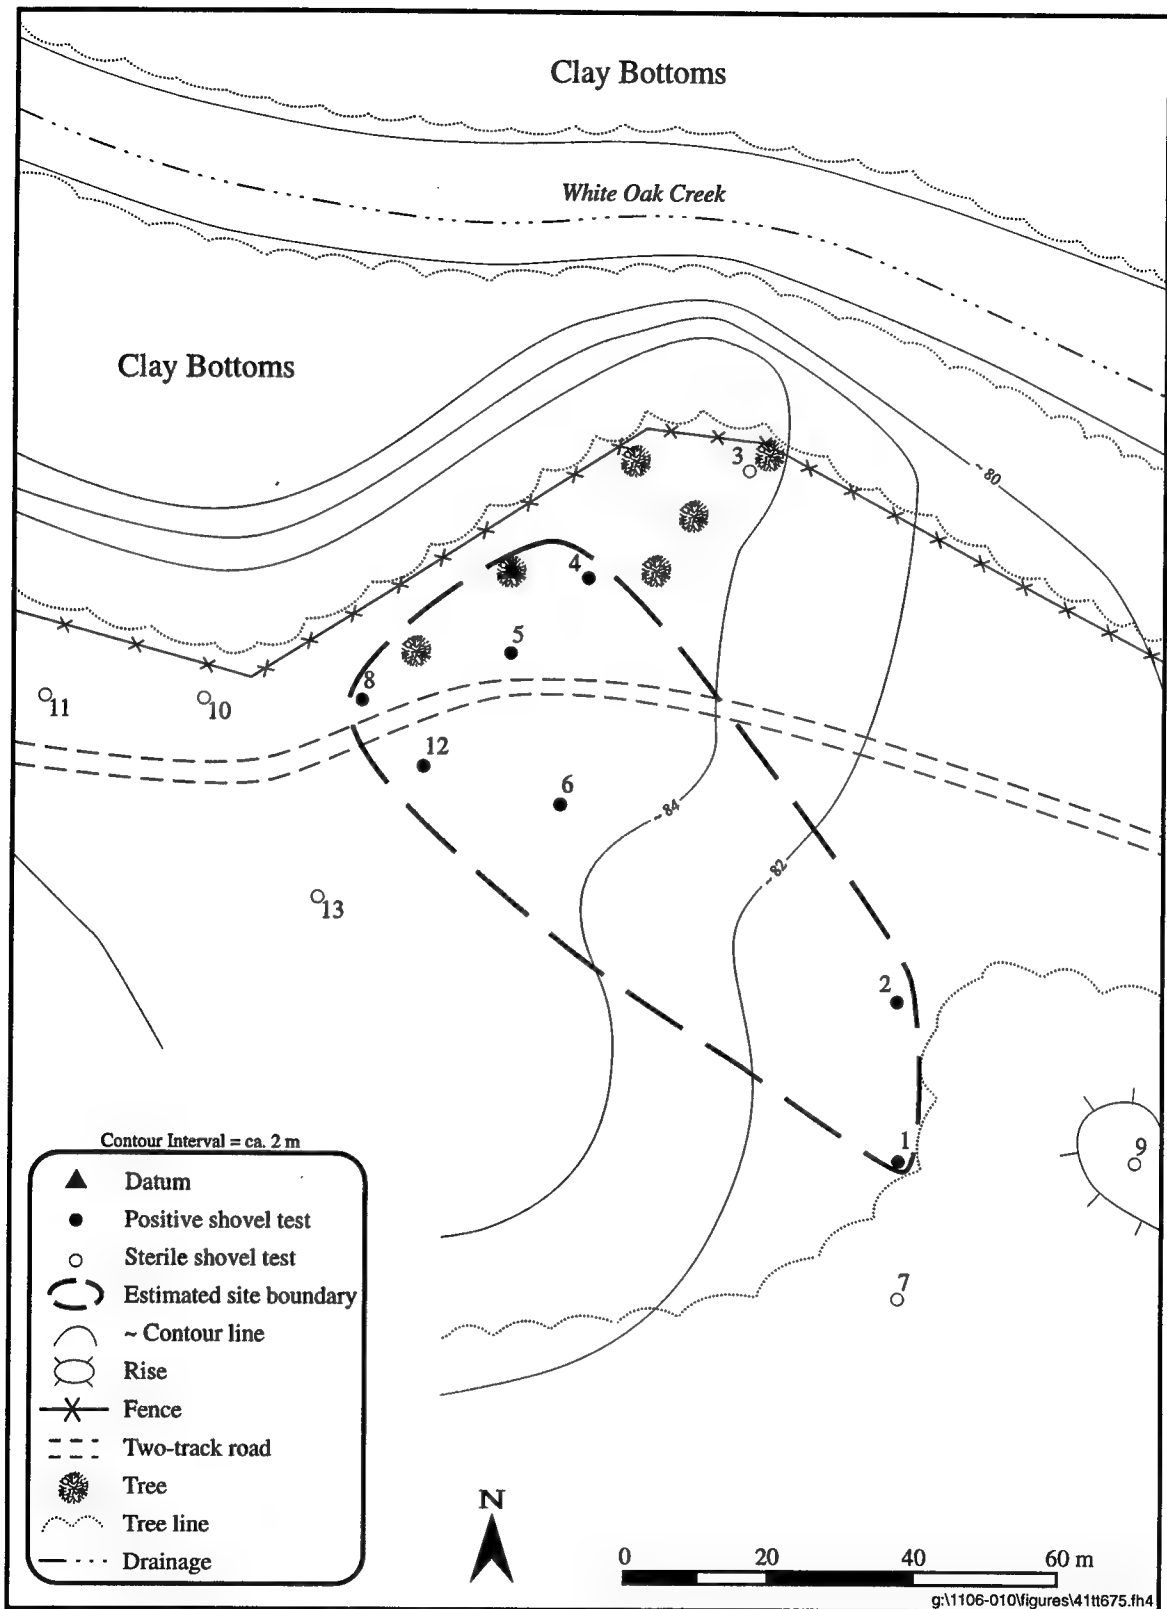 Clay Bottoms
White Oak Creek
Clay Bottoms
3
~80
4
5
8
11
10
12
6
~84
~82
13
2
1
9
7
Contour Interval = ca. 2 m
Datum
Positive shovel test
Sterile shovel test
Estimated site boundary
~ Contour line
Rise
Fence
Two-track road
Tree
Tree line
Drainage
N
0 20 40 60 m
g:\1106-010\figures\41tt675.fh4